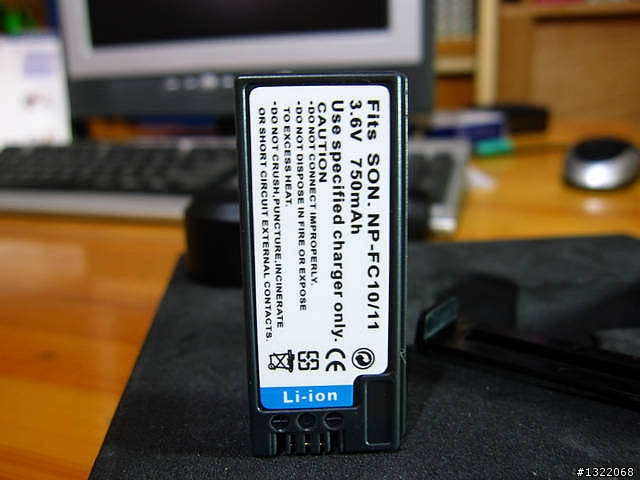 Fits SON. NP-FC10/11
3.6V 750mAh
Use specified charger only.
CAUTION
•DO NOT CONNECT IMPROPERLY.
•DO NOT DISPOSE IN FIRE OR EXPOSE
TO EXCESS HEAT.
•DO NOT CRUSH,PUNCTURE,INCINERATE
OR SHORT CIRCUIT EXTERNAL CONTACTS.
CE
Li-ion
#1322068